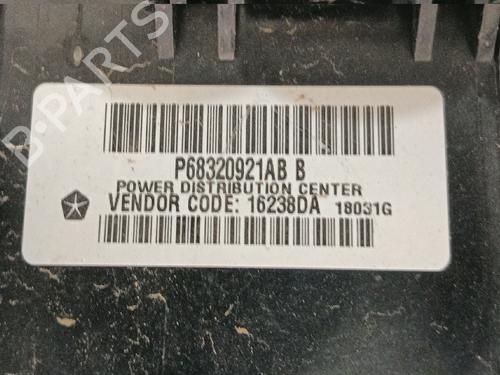 B-PARTS
P68320921AB B
POWER DISTRIBUTION CENTER
VENDOR CODE: 16238DA 18031G